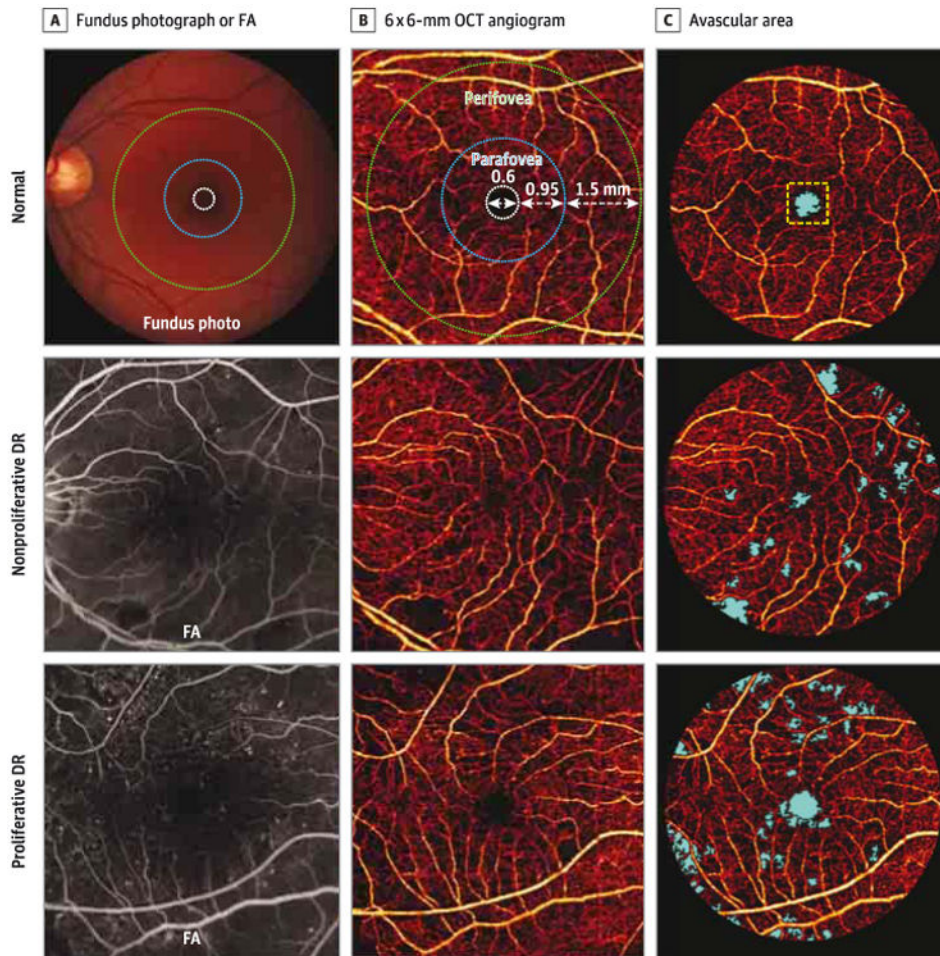 A Fundus photograph or FA
B 6 x 6-mm OCT angiogram
C Avascular area
Normal
Fundus photo
Perifovea
Parafovea
0.6
0.95
1.5 mm
Nonproliferative DR
FA
Proliferative DR
FA